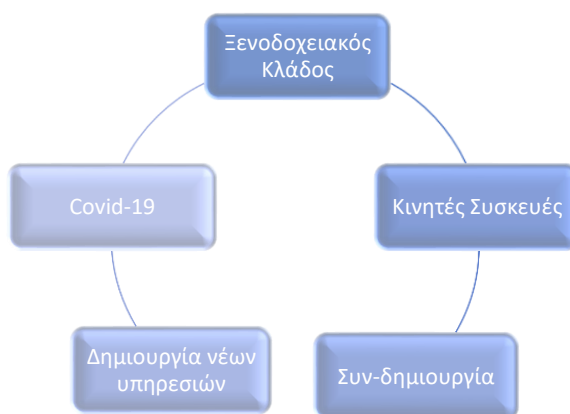 Ξενοδοχειακός
Κλάδος
Covid-19
Κινητές Συσκευές
Δημιουργία νέων
υπηρεσιών
Συν-δημιουργία